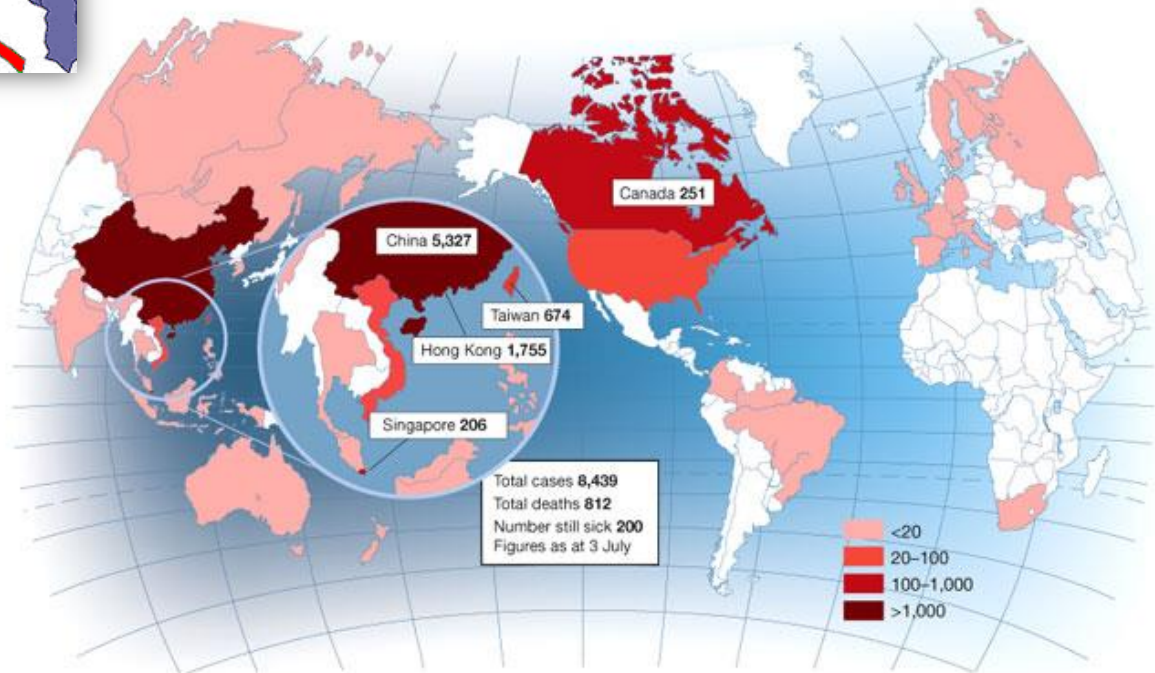 Canada 251
China 5,327
Taiwan 674
Hong Kong 1,755
Singapore 206
Total cases 8,439
Total deaths 812
Number still sick 200
Figures as at 3 July
<20
20–100
100–1,000
>1,000